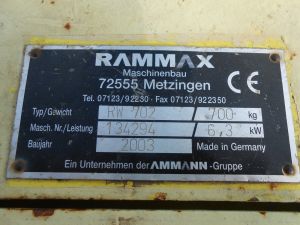 RAMMAX
Maschinenbau
72555 Metzingen
CE
Tel. 07123/92230 - Fax 07123/922350
Typ/Gewicht RW 702 / 700 kg
Masch. Nr./Leistung 134294 / 6,3 kW
Baujahr 2003 Made in Germany
Ein Unternehmen der AMMANN-Gruppe